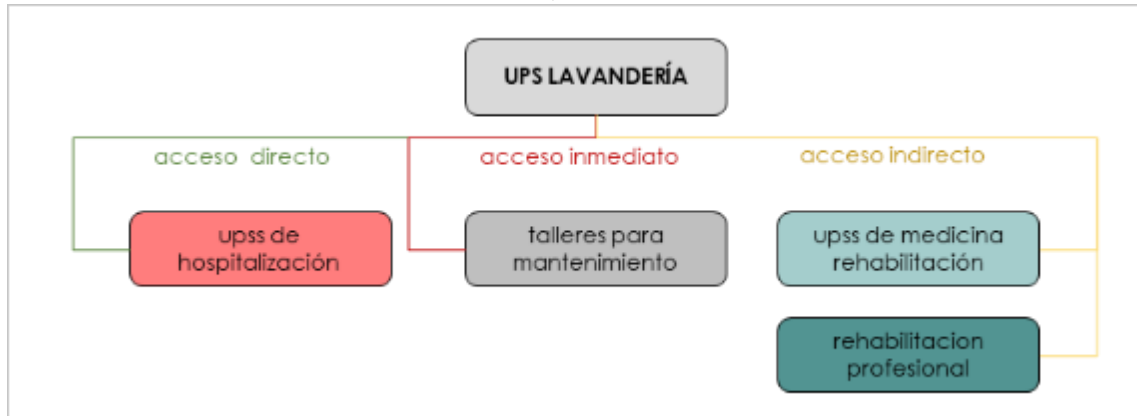 UPS LAVANDERÍA
acceso directo
acceso inmediato
acceso indirecto
upss de
hospitalización
talleres para
mantenimiento
upss de medicina
rehabilitación
rehabilitacion
profesional